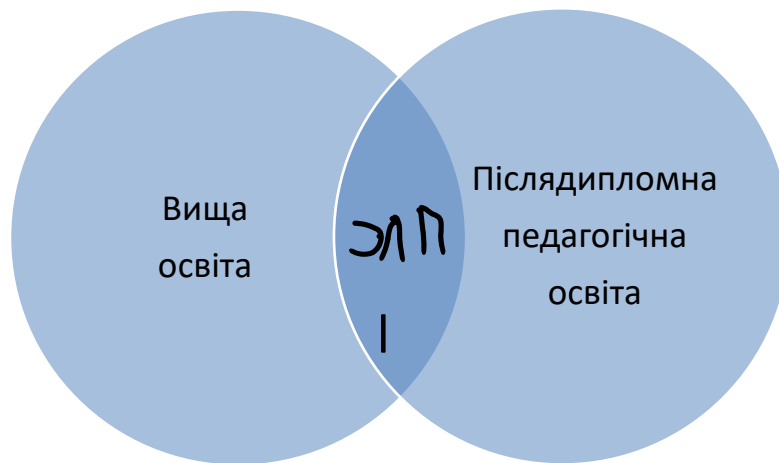 Вища
освіта
Післядипломна
педагогічна
освіта